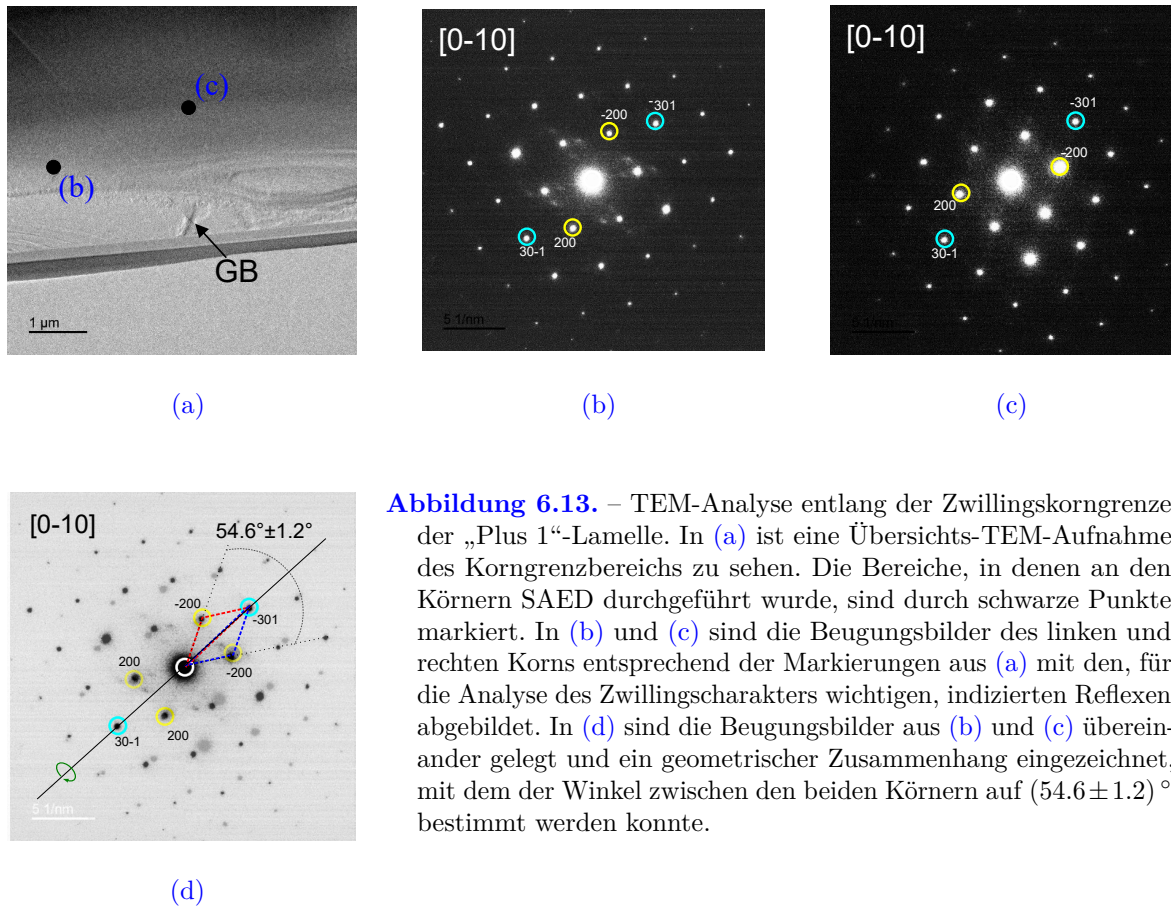 (c)
(b)
GB
1 µm
(a)
[0-10]
-200
-301
200
30-1
5 1/nm
(b)
[0-10]
-301
-200
200
30-1
5 1/nm
(c)
[0-10]
54.6°±1.2°
-200
-301
200
-200
30-1
200
5 1/nm
(d)
Abbildung 6.13. – TEM-Analyse entlang der Zwillingskorngrenze
der „Plus 1“-Lamelle. In (a) ist eine Übersichts-TEM-Aufnahme
des Korngrenzbereichs zu sehen. Die Bereiche, in denen an den
Körnern SAED durchgeführt wurde, sind durch schwarze Punkte
markiert. In (b) und (c) sind die Beugungsbilder des linken und
rechten Korns entsprechend der Markierungen aus (a) mit den, für
die Analyse des Zwillingscharakters wichtigen, indizierten Reflexen
abgebildet. In (d) sind die Beugungsbilder aus (b) und (c) überein-
ander gelegt und ein geometrischer Zusammenhang eingezeichnet,
mit dem der Winkel zwischen den beiden Körnern auf (54.6±1.2)°
bestimmt werden konnte.